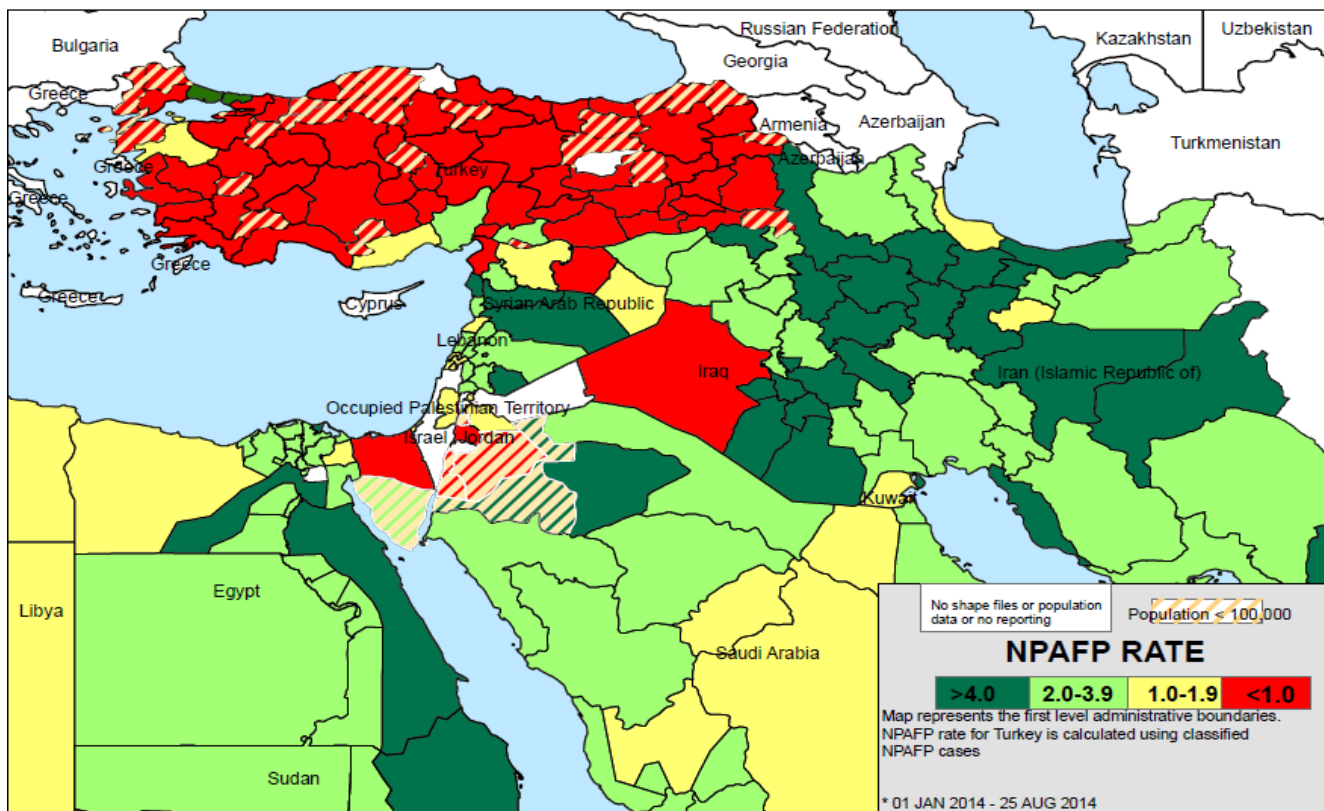 Bulgaria
Russian Federation
Kazakhstan
Uzbekistan
Georgia
Greece
Armenia
Azerbaijan
Turkmenistan
Azerbaijan
Greece
Turkey
Greece
Greece
Greece
Cyprus
Syrian Arab Republic
Lebanon
Iraq
Iran (Islamic Republic of)
Occupied Palestinian Territory
Israel
Jordan
Kuwait
Egypt
Libya
Saudi Arabia
Sudan
No shape files or population
data or no reporting
Population < 100,000
NPAFP RATE
>4.0
2.0-3.9
1.0-1.9
<1.0
Map represents the first level administrative boundaries.
NPAFP rate for Turkey is calculated using classified
NPAFP cases
* 01 JAN 2014 - 25 AUG 2014